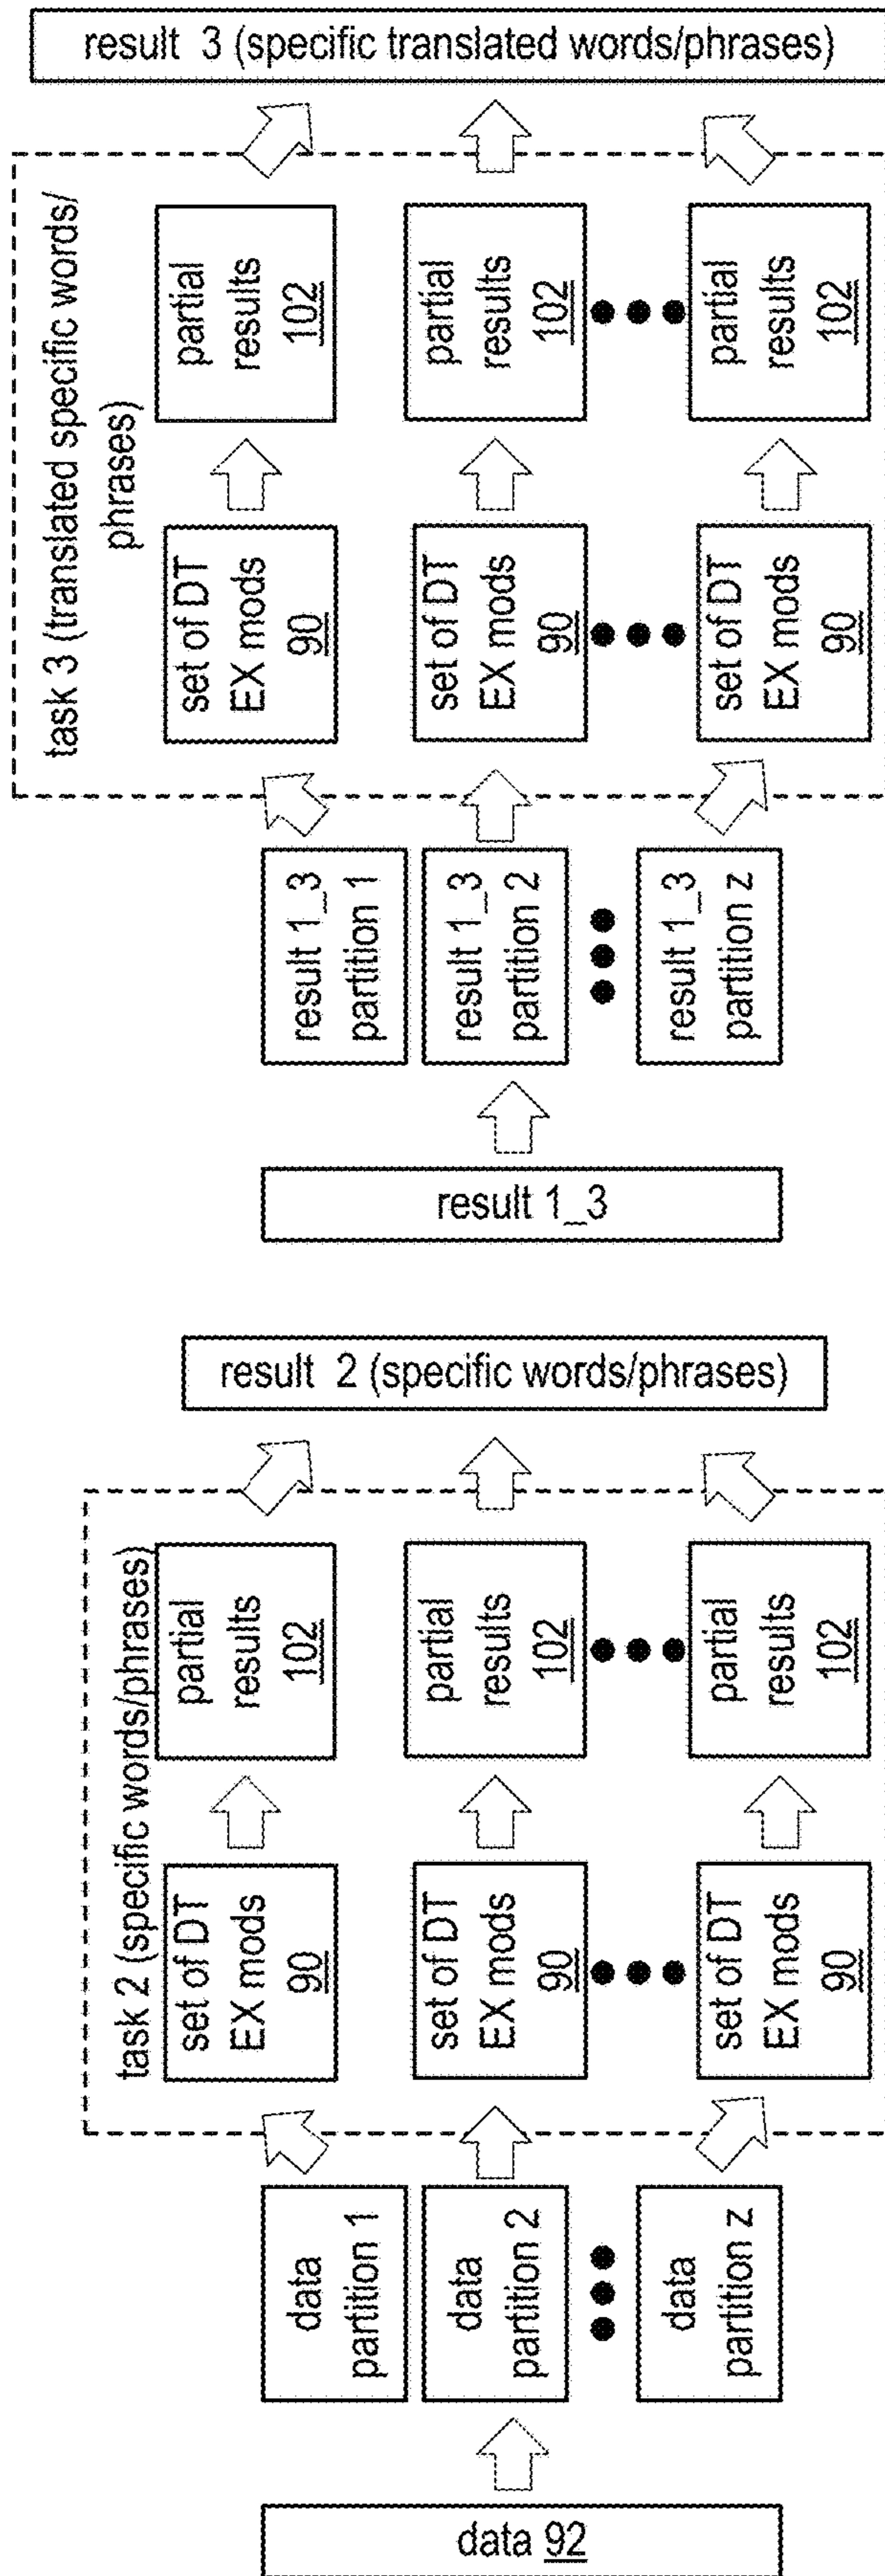 task 2 (specific words/phrases)
data 92
data
partition 1
data
partition 2
data
partition z
set of DT
EX mods
90
set of DT
EX mods
90
set of DT
EX mods
90
partial
results
102
partial
results
102
partial
results
102
result 2 (specific words/phrases)
task 3 (translated specific words/
phrases)
result 1_3
result 1_3
partition 1
result 1_3
partition 2
result 1_3
partition z
set of DT
EX mods
90
set of DT
EX mods
90
set of DT
EX mods
90
partial
results
102
partial
results
102
partial
results
102
result 3 (specific translated words/phrases)